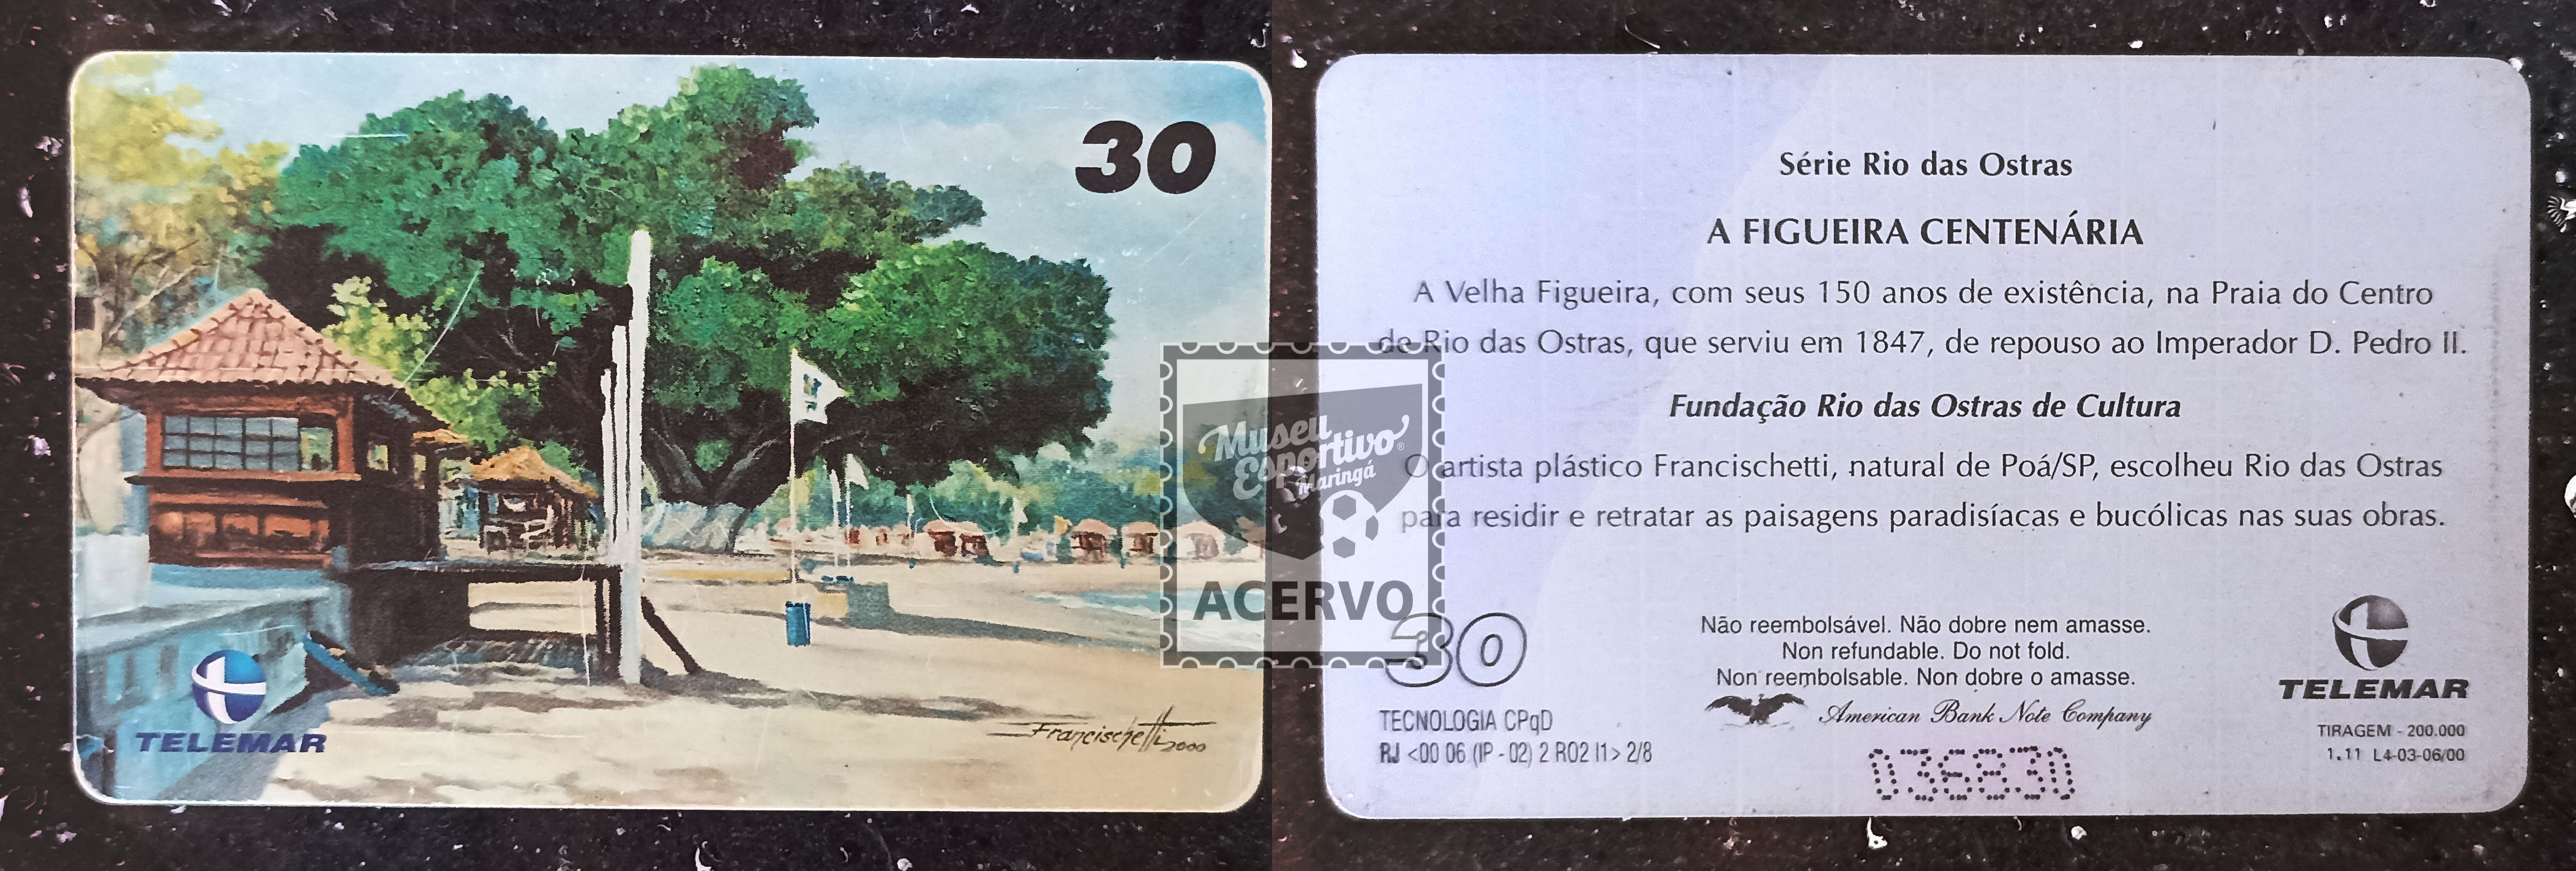 30
TELEMAR
Francischetti 2000
Série Rio das Ostras
A FIGUEIRA CENTENÁRIA
A Velha Figueira, com seus 150 anos de existência, na Praia do Centro
de Rio das Ostras, que serviu em 1847, de repouso ao Imperador D. Pedro II.
Fundação Rio das Ostras de Cultura
O artista plástico Francischetti, natural de Poá/SP, escolheu Rio das Ostras
para residir e retratar as paisagens paradisíacas e bucólicas nas suas obras.
Museu
Esportivo®
Maringá
ACERVO
30
TECNOLOGIA CPqD
RJ <00 06 (IP - 02) 2 R02 I1> 2/8
Não reembolsável. Não dobre nem amasse.
Non refundable. Do not fold.
Non reembolsable. Non dobre o amasse.
American Bank Note Company
036830
TELEMAR
TIRAGEM - 200.000
1.11 L4-03-06/00